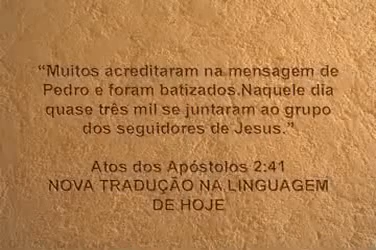 “Muitos acreditaram na mensagem de
Pedro e foram batizados.Naquele dia
quase três mil se juntaram ao grupo
dos seguidores de Jesus.”
Atos dos Apóstolos 2:41
NOVA TRADUÇÃO NA LINGUAGEM
DE HOJE